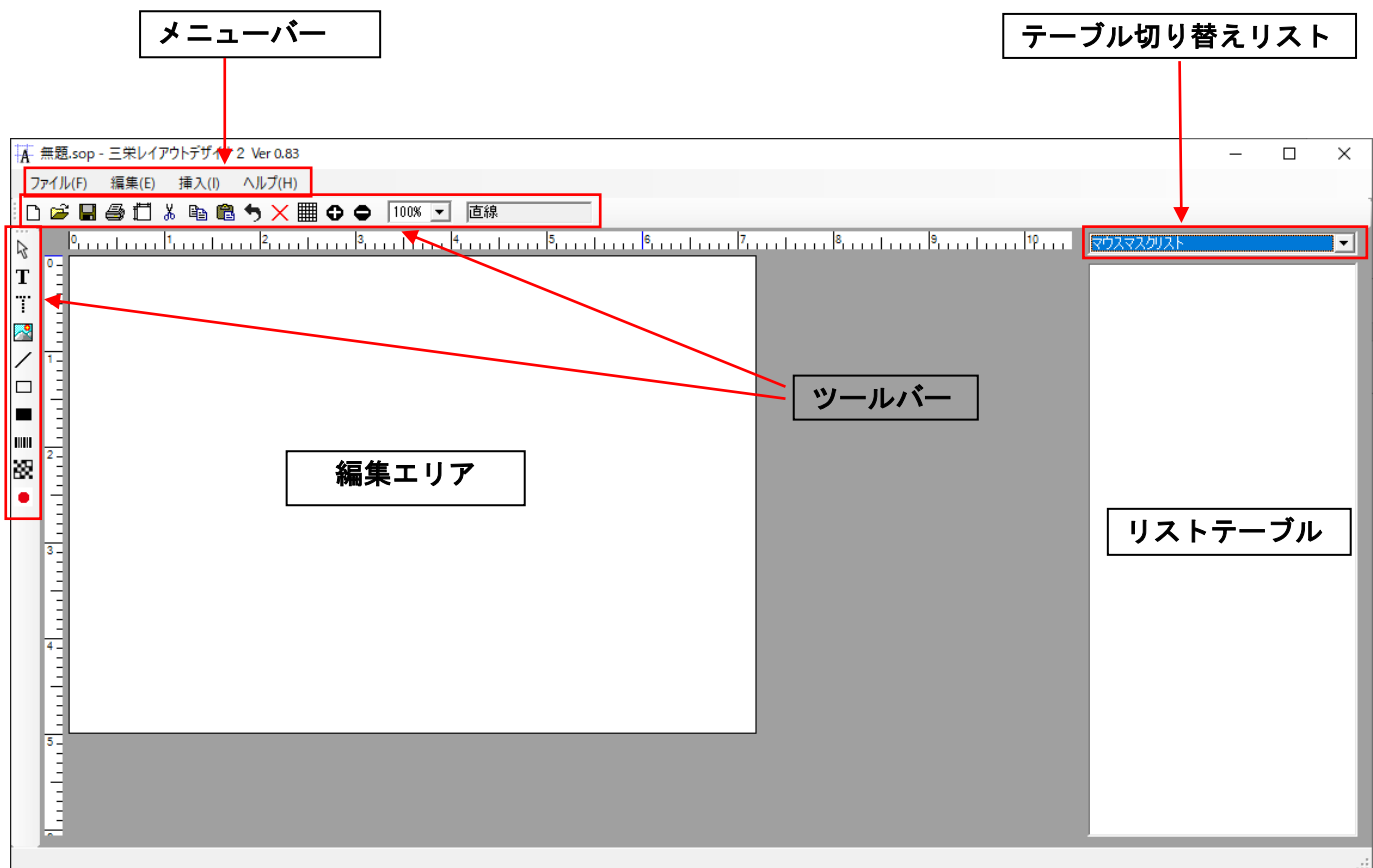 メニューバー
テーブル切り替えリスト
無題.sop - 三栄レイアウトデザイナ 2 Ver 0.83
ファイル(F) 編集(E) 挿入(I) ヘルプ(H)
100% 直線
0 1 2 3 4 5 6 7 8 9 10
マウスマスクリスト
T
T
0
1
2
3
4
5
ツールバー
編集エリア
リストテーブル